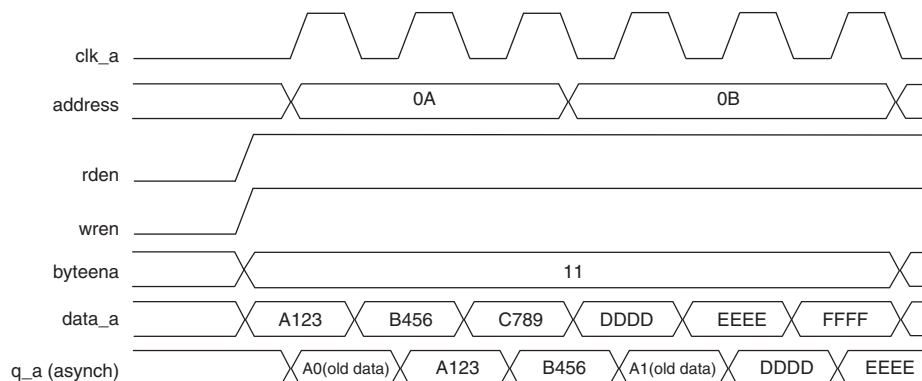 clk_a
address 0A 0B
rden
wren
byteena 11
data_a A123 B456 C789 DDDD EEEE FFFF
q_a (asynch) A0(old data) A123 B456 A1(old data) DDDD EEEE